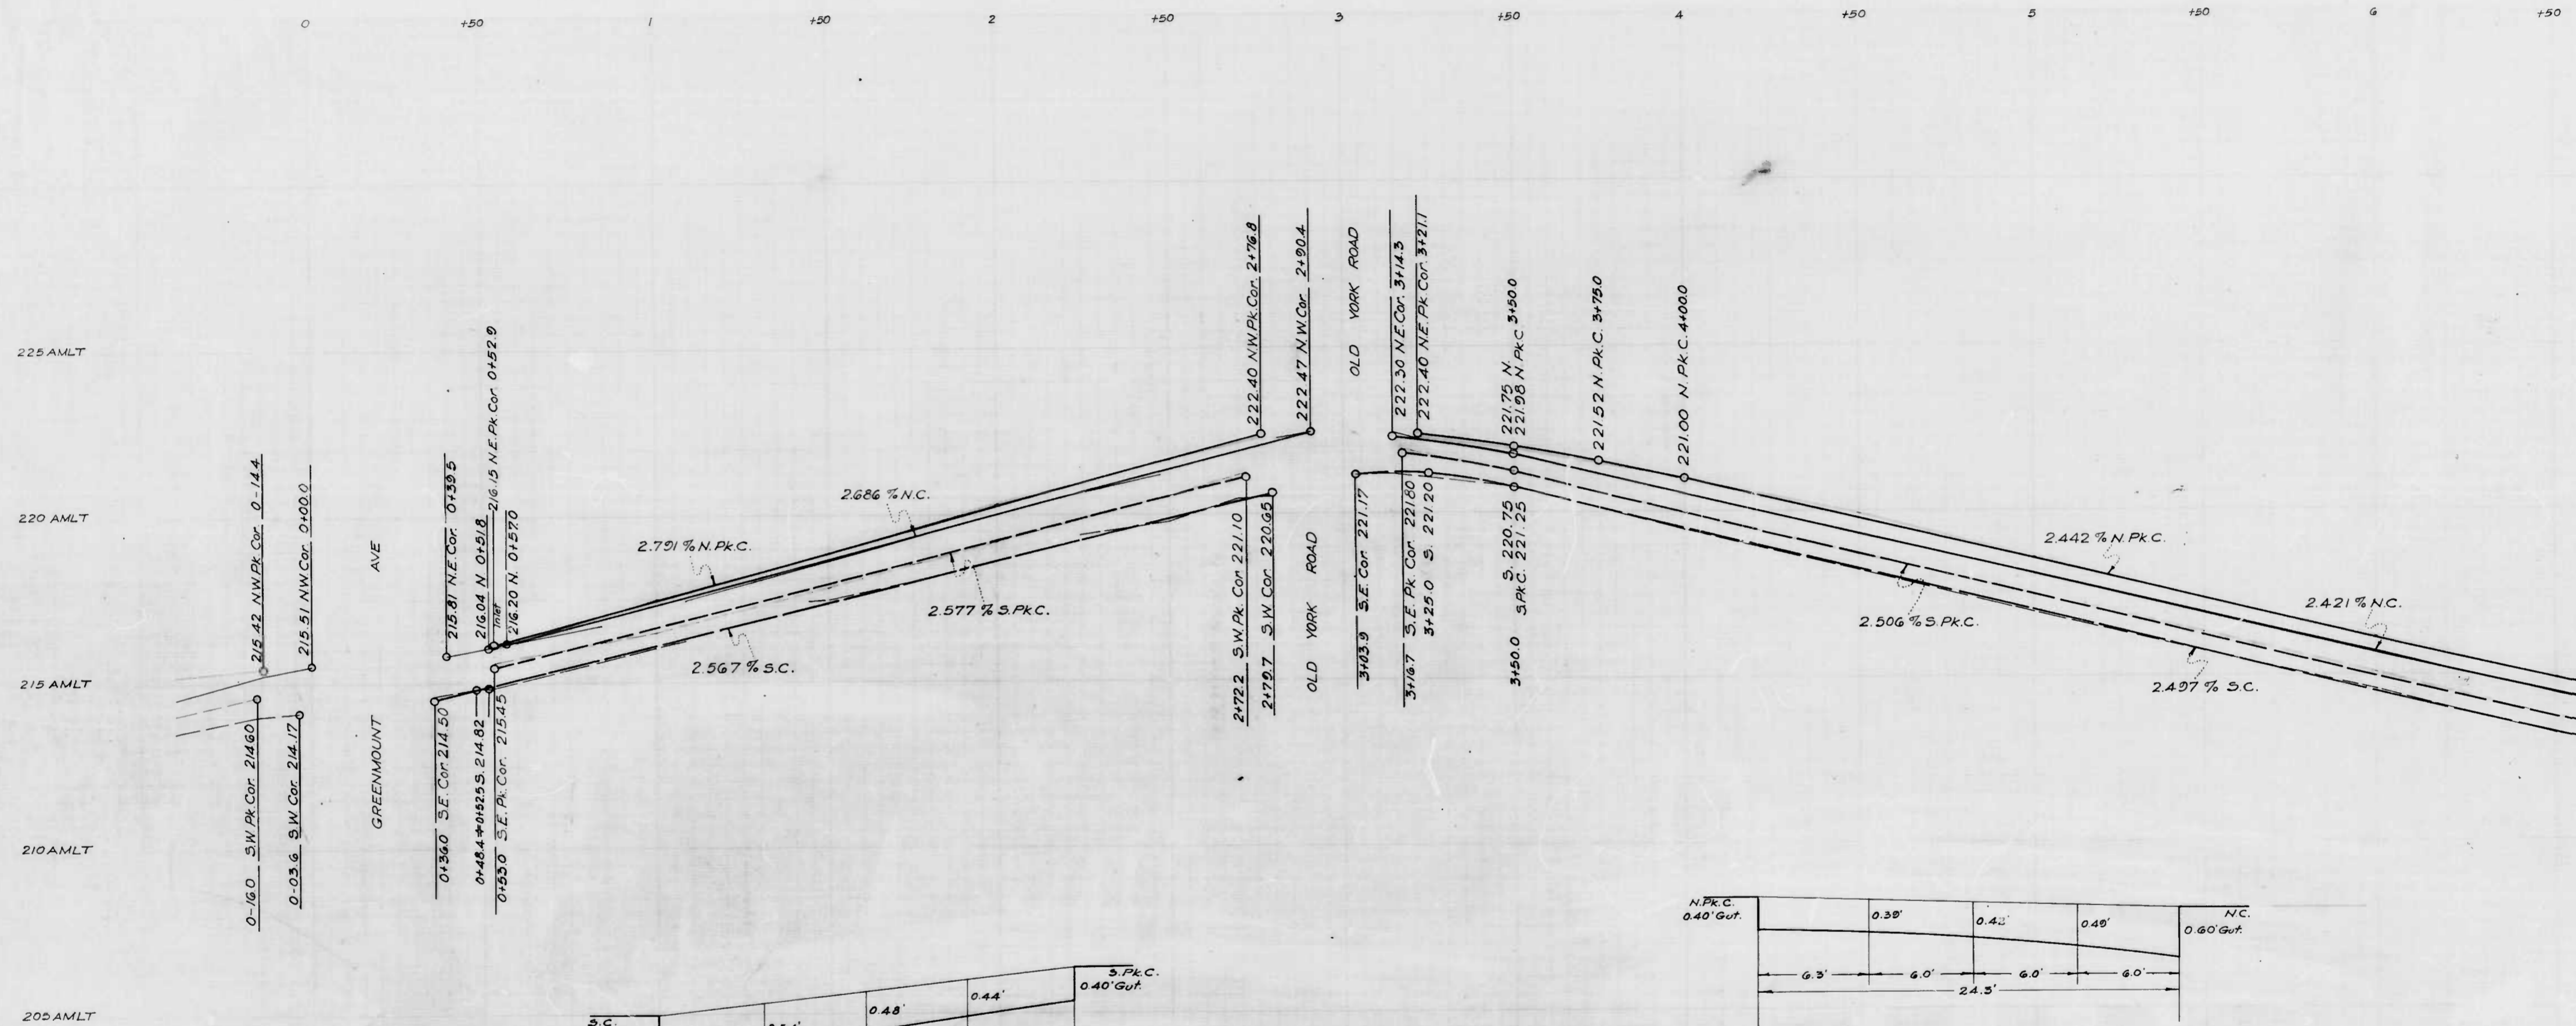 0 +50 1 +50 2 +50 3 +50 4 +50 5 +50 6 +50
225 AMLT
220 AMLT
215 AMLT
210 AMLT
205 AMLT
215.42 N.W.Pk.Cor. 0-14.4
215.51 N.W.Cor. 0+00.0
0-16.0 S.W.Pk.Cor. 214.60
0-03.6 S.W.Cor. 214.17
GREENMOUNT AVE
215.81 N.E.Cor. 0+39.5
216.04 N. 0+51.8
216.15 N.E.Pk.Cor. 0+52.9
Inlet
216.20 N. 0+57.0
0+36.0 S.E.Cor. 214.50
0+48.4 0+52.5 S. 214.82
0+53.0 S.E.Pk.Cor. 215.45
2.791 % N.Pk.C.
2.686 % N.C.
2.577 % S.Pk.C.
2.567 % S.C.
222.40 N.W.Pk.Cor. 2+76.8
222.47 N.W.Cor. 2+90.4
2+72.2 S.W.Pk.Cor. 221.10
2+79.7 S.W.Cor. 220.65
OLD YORK ROAD
OLD YORK ROAD
222.30 N.E.Cor. 3+14.3
222.40 N.E.Pk.Cor. 3+21.1
3+03.9 S.E.Cor. 221.17
3+16.7 S.E.Pk.Cor. 221.80
3+25.0 S. 221.20
221.75 N.
221.98 N.Pk.C. 3+50.0
S. 220.75
3+50.0 S.Pk.C. 221.25
221.52 N.Pk.C. 3+75.0
221.00 N.Pk.C. 4+00.0
2.442 % N.Pk.C.
2.421 % N.C.
2.506 % S.Pk.C.
2.497 % S.C.
N.Pk.C.
0.40' Gut.
0.39'
0.42'
0.49'
N.C.
0.60' Gut.
6.3' 6.0' 6.0' 6.0'
24.3'
S.C.
0.48'
0.44'
S.Pk.C.
0.40' Gut.